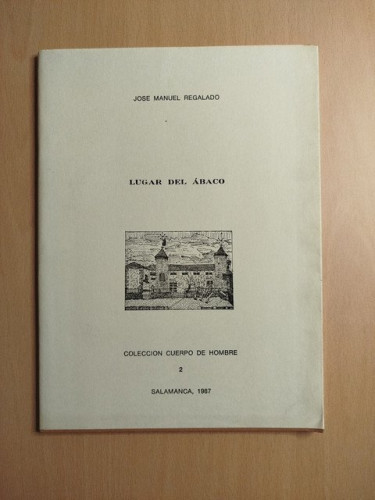 JOSE MANUEL REGALADO
LUGAR DEL ÁBACO
COLECCION CUERPO DE HOMBRE
2
SALAMANCA, 1987